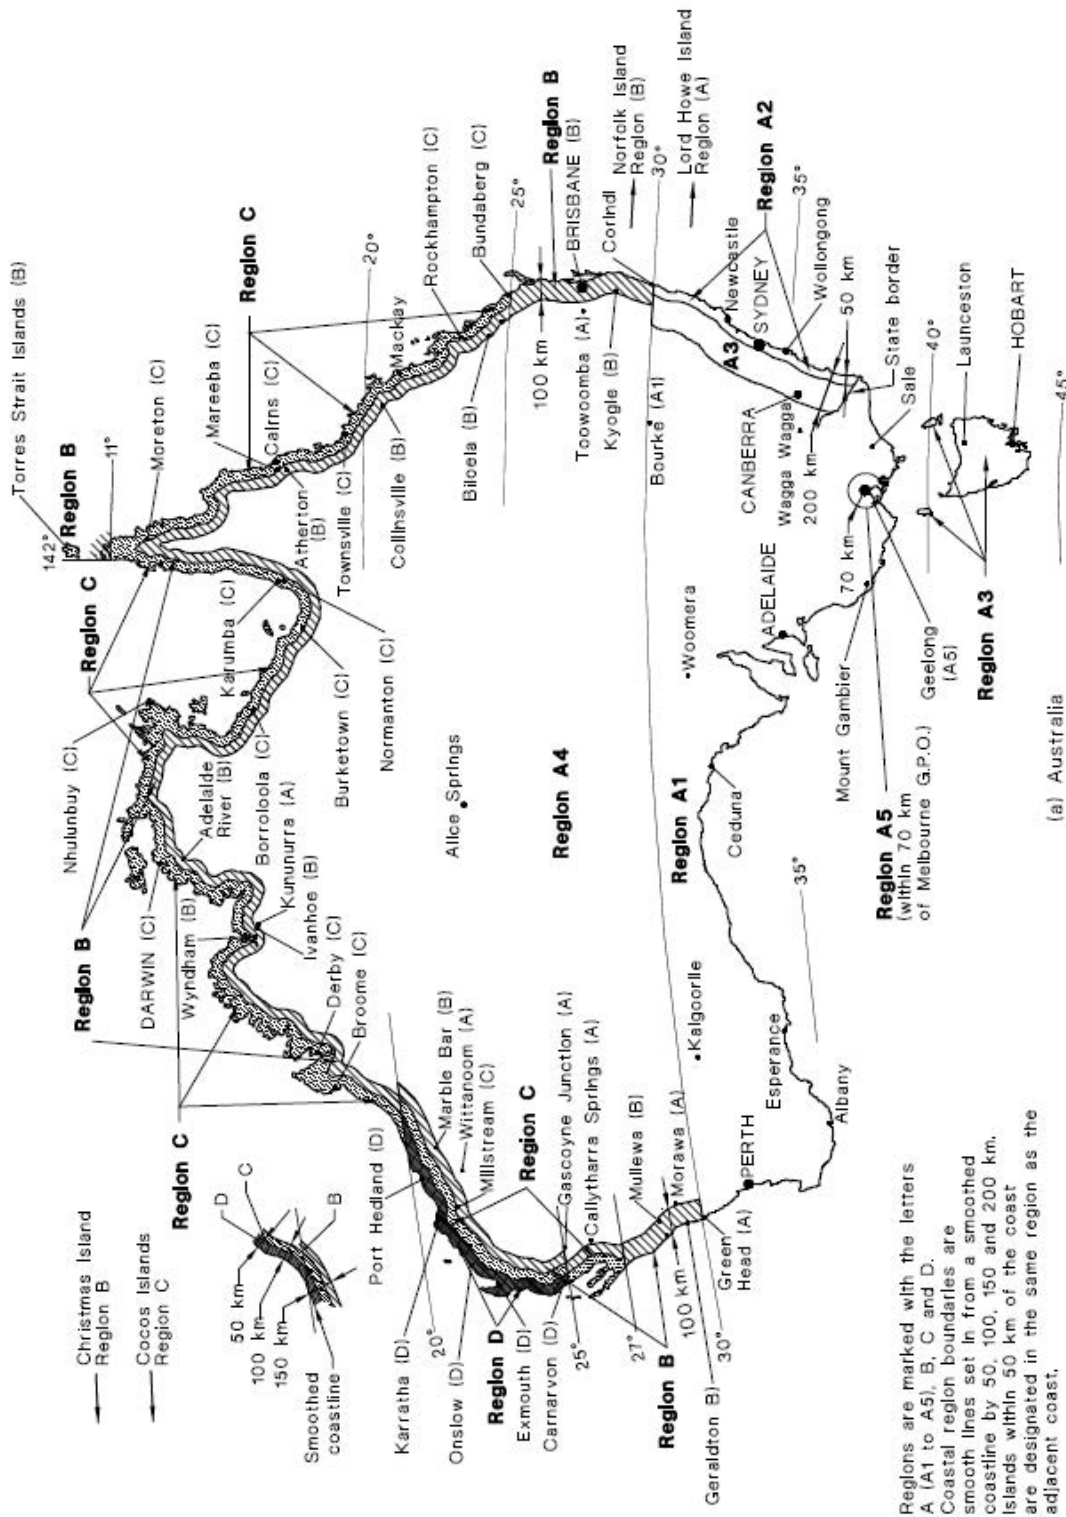 Christmas Island
Region B
Cocos Islands
Region C
D
C
B
50 km
100 km
150 km
Smoothed
coastline
Torres Strait Islands (B)
142°
Region B
11°
Moreton (C)
Region C
Nhulunbuy (C)
Region B
DARWIN (C)
Wyndham (B)
Adelaide
River (B)
Borroloola (C)
Kununurra (A)
Ivanhoe (B)
Derby (C)
Broome (C)
Region C
Karumba (C)
Burketown (C)
Normanton (C)
Mareeba (C)
Cairns (C)
Atherton
(B)
Townsville (C)
Region C
20°
Collinsville (B)
Mackay
Rockhampton (C)
Bundaberg (C)
Biloela (B)
25°
100 km
Region B
BRISBANE (B)
Toowoomba (A)
Kyogle (B)
Corindi
Norfolk Island
Region (B)
30°
Lord Howe Island
Region (A)
Port Hedland (D)
Karratha (D)
20°
Onslow (D)
Region D
Exmouth (D)
Carnarvon (D)
25°
Marble Bar (B)
Wittanoom (A)
Millstream (C)
Region C
Gascoyne Junction (A)
Callytharra Springs (A)
27°
Mullewa (B)
Region B
100 km
Morawa (A)
Geraldton B)
30°
Green
Head (A)
Alice Springs
Region A4
Region A1
Bourke (A1)
Newcastle
Region A2
A3
SYDNEY
35°
Wollongong
CANBERRA
Wagga Wagga
200 km
50 km
State border
Sale
40°
Launceston
HOBART
45°
Region A3
PERTH
Kalgoorlie
Esperance
Albany
35°
Ceduna
Woomera
ADELAIDE
Mount Gambier
70 km
Geelong
(A5)
Region A5
(within 70 km
of Melbourne G.P.O.)
(a) Australia
Regions are marked with the letters
A (A1 to A5), B, C and D.
Coastal region boundaries are
smooth lines set in from a smoothed
coastline by 50, 100, 150 and 200 km.
Islands within 50 km of the coast
are designated in the same region as the
adjacent coast.